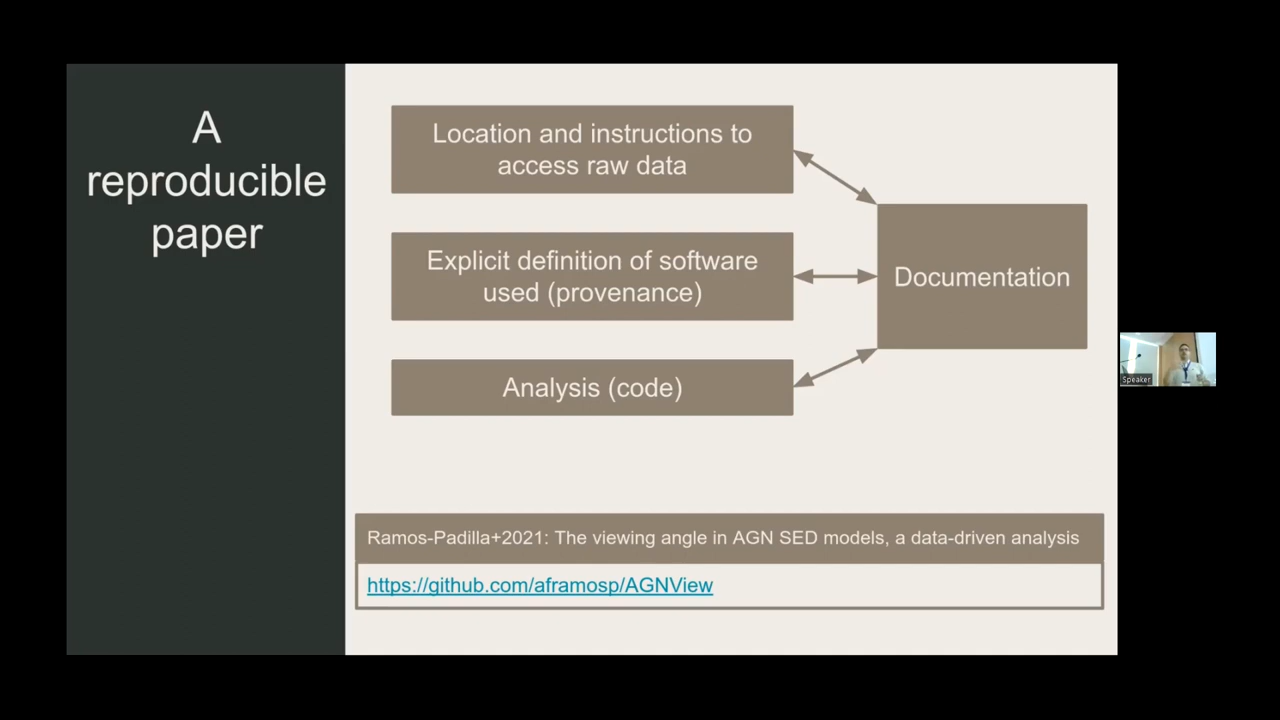 A
reproducible
paper
Location and instructions to
access raw data
Explicit definition of software
used (provenance)
Analysis (code)
Documentation
Ramos-Padilla+2021: The viewing angle in AGN SED models, a data-driven analysis
https://github.com/aframosp/AGNView
Speaker